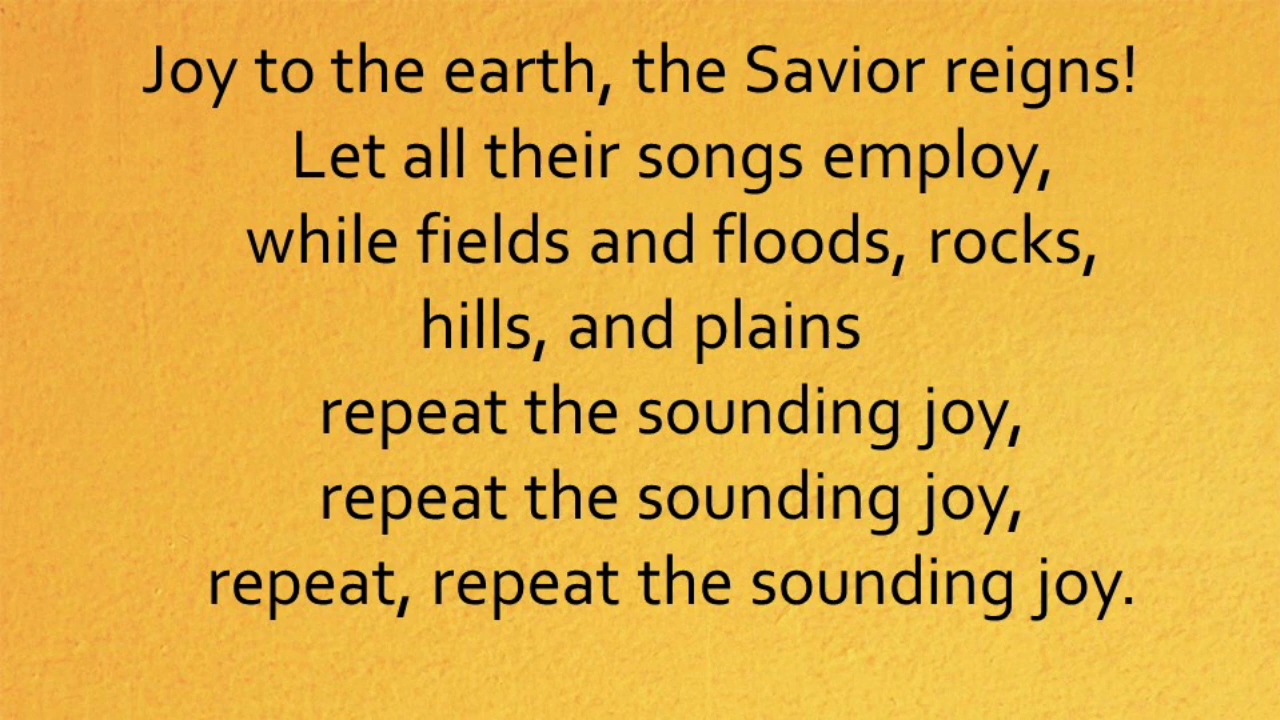 Joy to the earth, the Savior reigns!
Let all their songs employ,
while fields and floods, rocks,
hills, and plains
repeat the sounding joy,
repeat the sounding joy,
repeat, repeat the sounding joy.